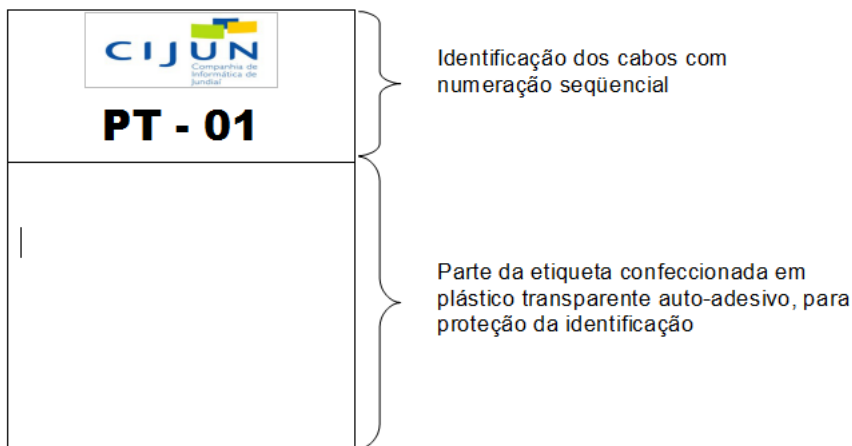 CIJUN
Companhia de
Informática de
Jundiaí
PT - 01
Identificação dos cabos com
numeração seqüencial
Parte da etiqueta confeccionada em
plástico transparente auto-adesivo, para
proteção da identificação